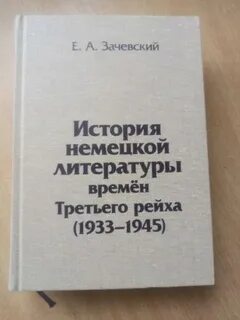 Е. А. Зачевский
История
немецкой
литературы
времён
Третьего рейха
(1933–1945)